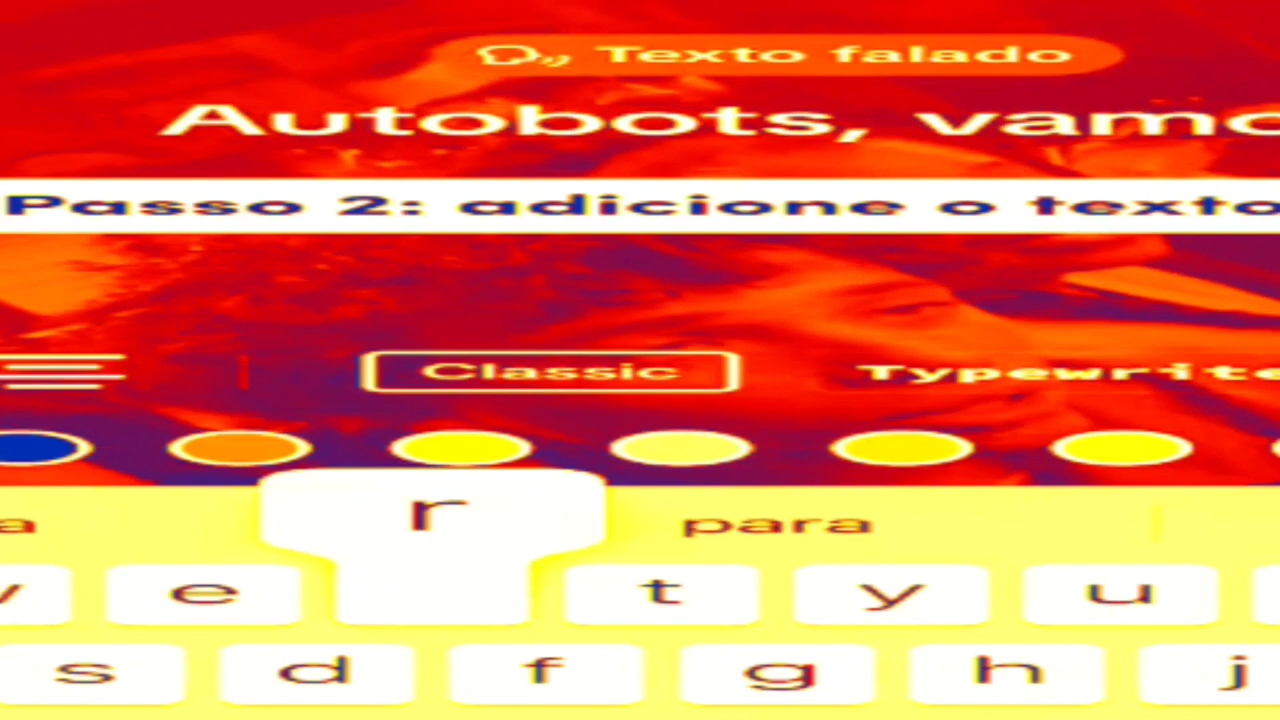 Texto falado
Autobots, vamo
Passo 2: adicione o texto
Classic Typewrite
a r para
e t y u
s d f g h j